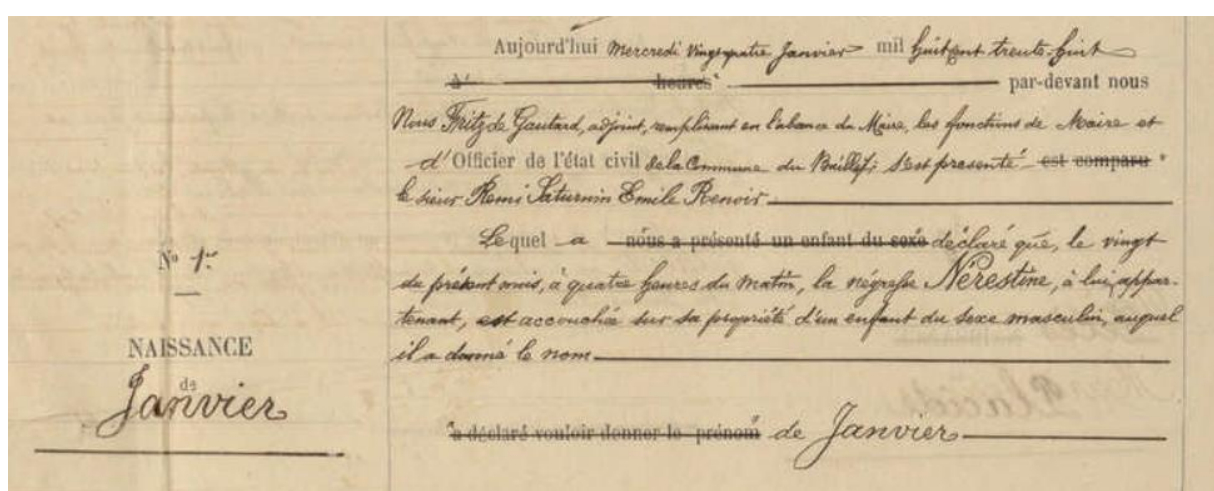 Aujourd'hui mercredi vingt quatre Janvier mil huit cent trente-huit
à heures par-devant nous
Nous Fritz de Gautard, adjoint, remplissant en l'absence du Maire, les fonctions de Maire et
d'Officier de l'état civil de la Commune du Baillif; s'est présenté est comparu
le sieur Remi Saturnin Emile Renoir
Lequel a nous a présenté un enfant du sexe déclaré que, le vingt
du présent mois, à quatre heures du matin, la négresse Nérestine, à lui appar-
tenant, est accouchée sur sa propriété d'un enfant du sexe masculin, auquel
il a donné le nom
a déclaré vouloir donner le prénom de Janvier
No 1er
NAISSANCE
de
Janvier